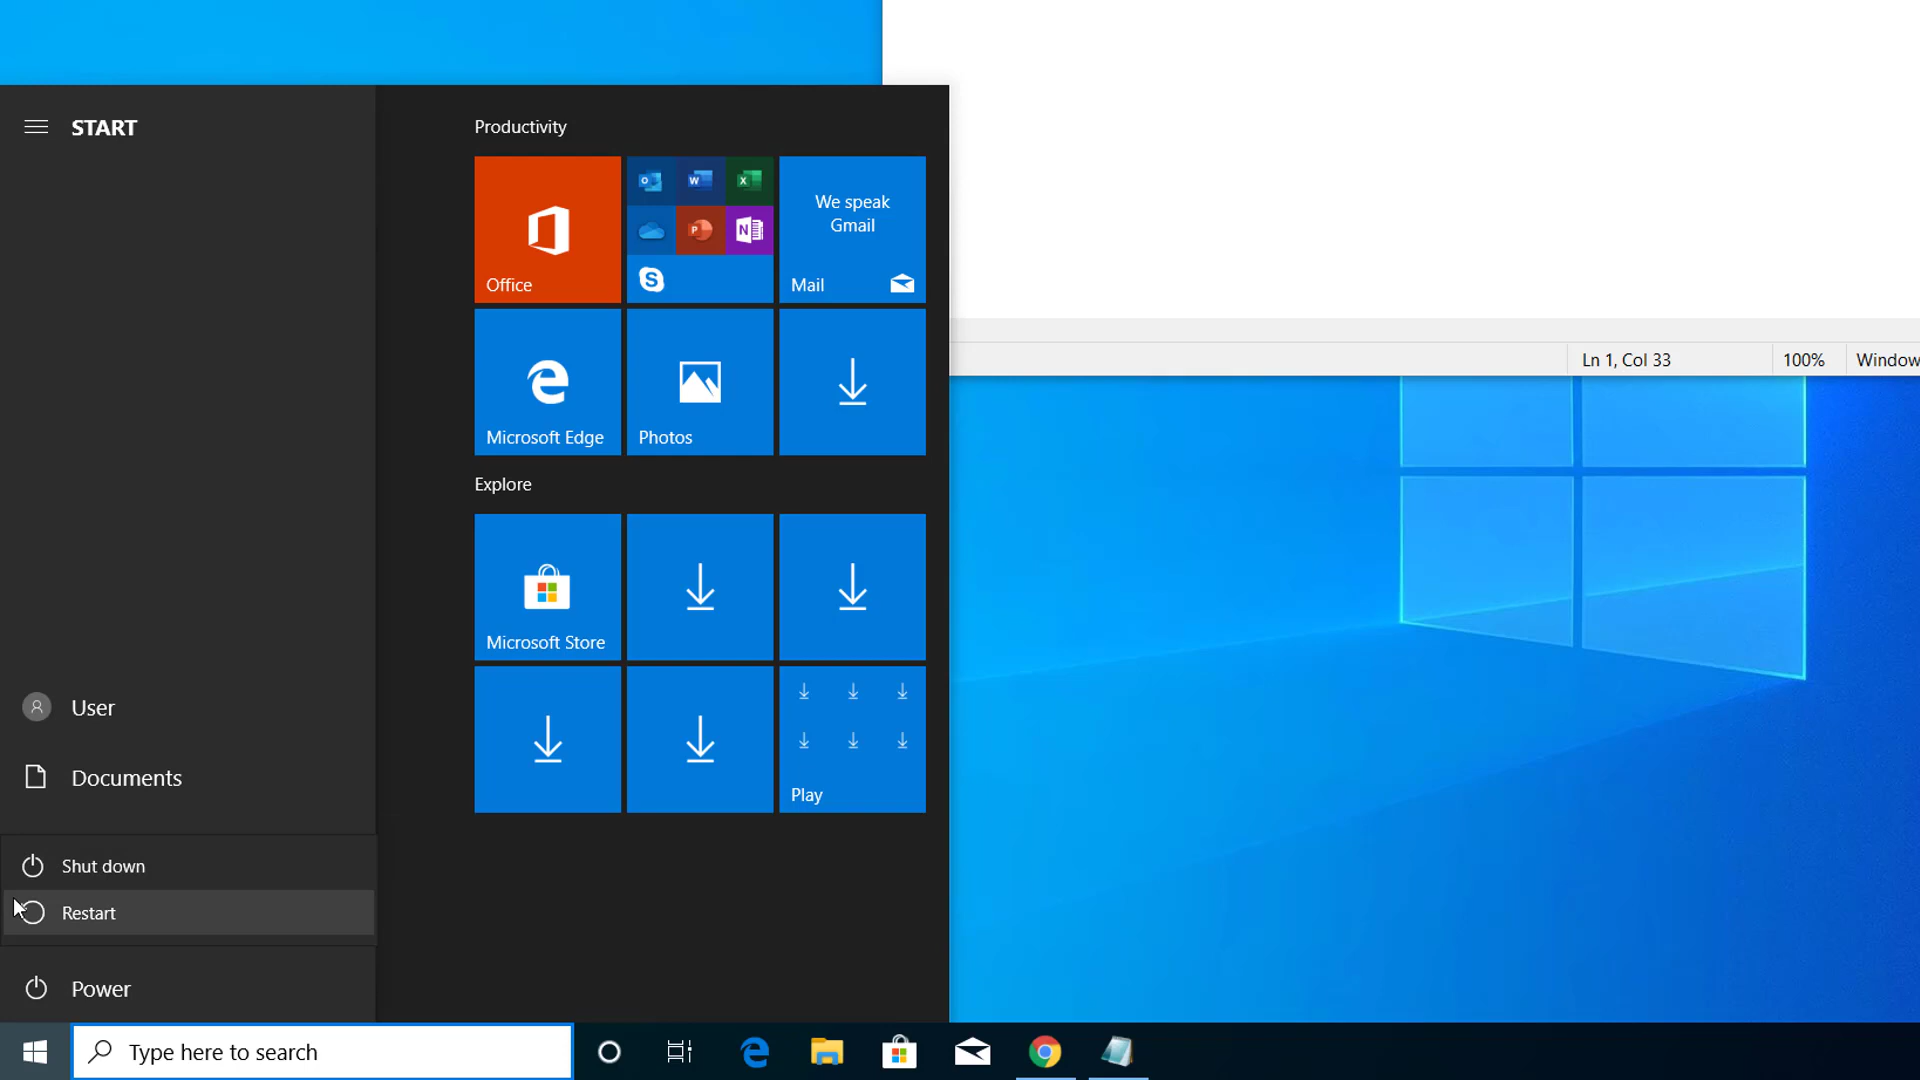 START
Productivity
We speak
Gmail
Office
Mail
Microsoft Edge
Photos
Ln 1, Col 33
100%
Window
Explore
Microsoft Store
Play
User
Documents
Shut down
Restart
Power
Type here to search